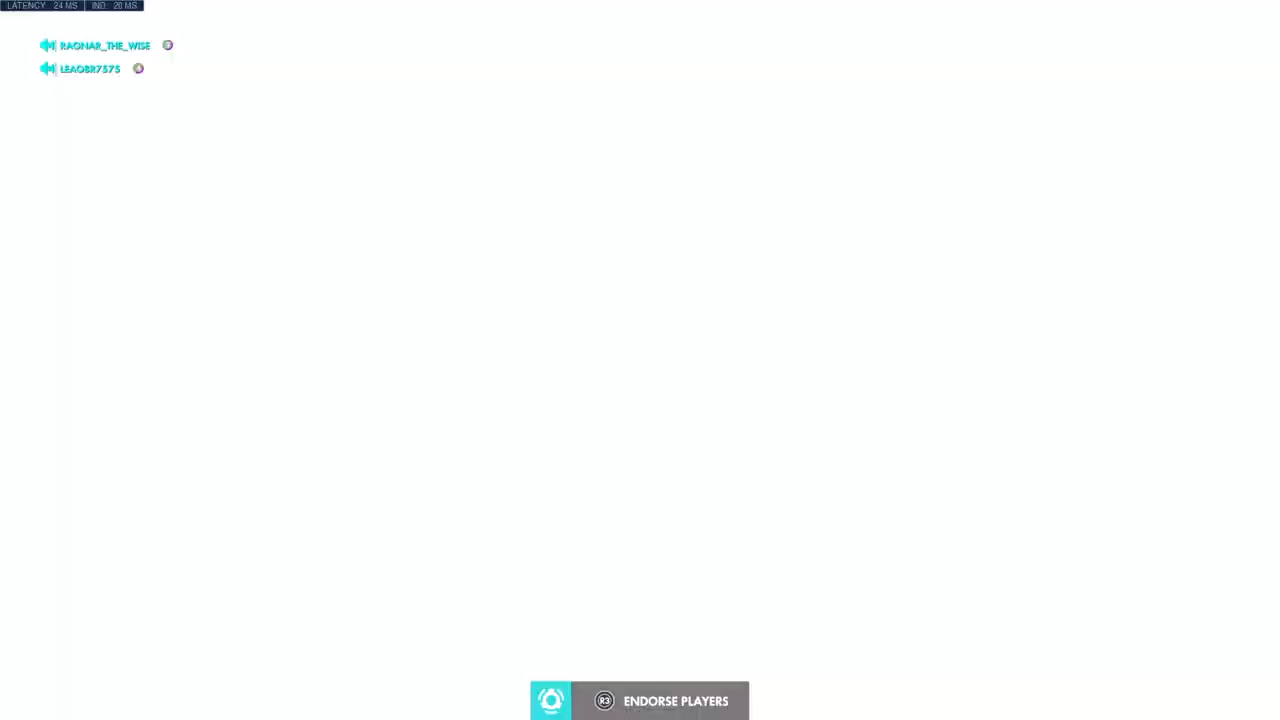 LATENCY: 24 MS | IND: 20 MS
RAGNAR_THE_WISE
LEAOBR7575
R3 ENDORSE PLAYERS